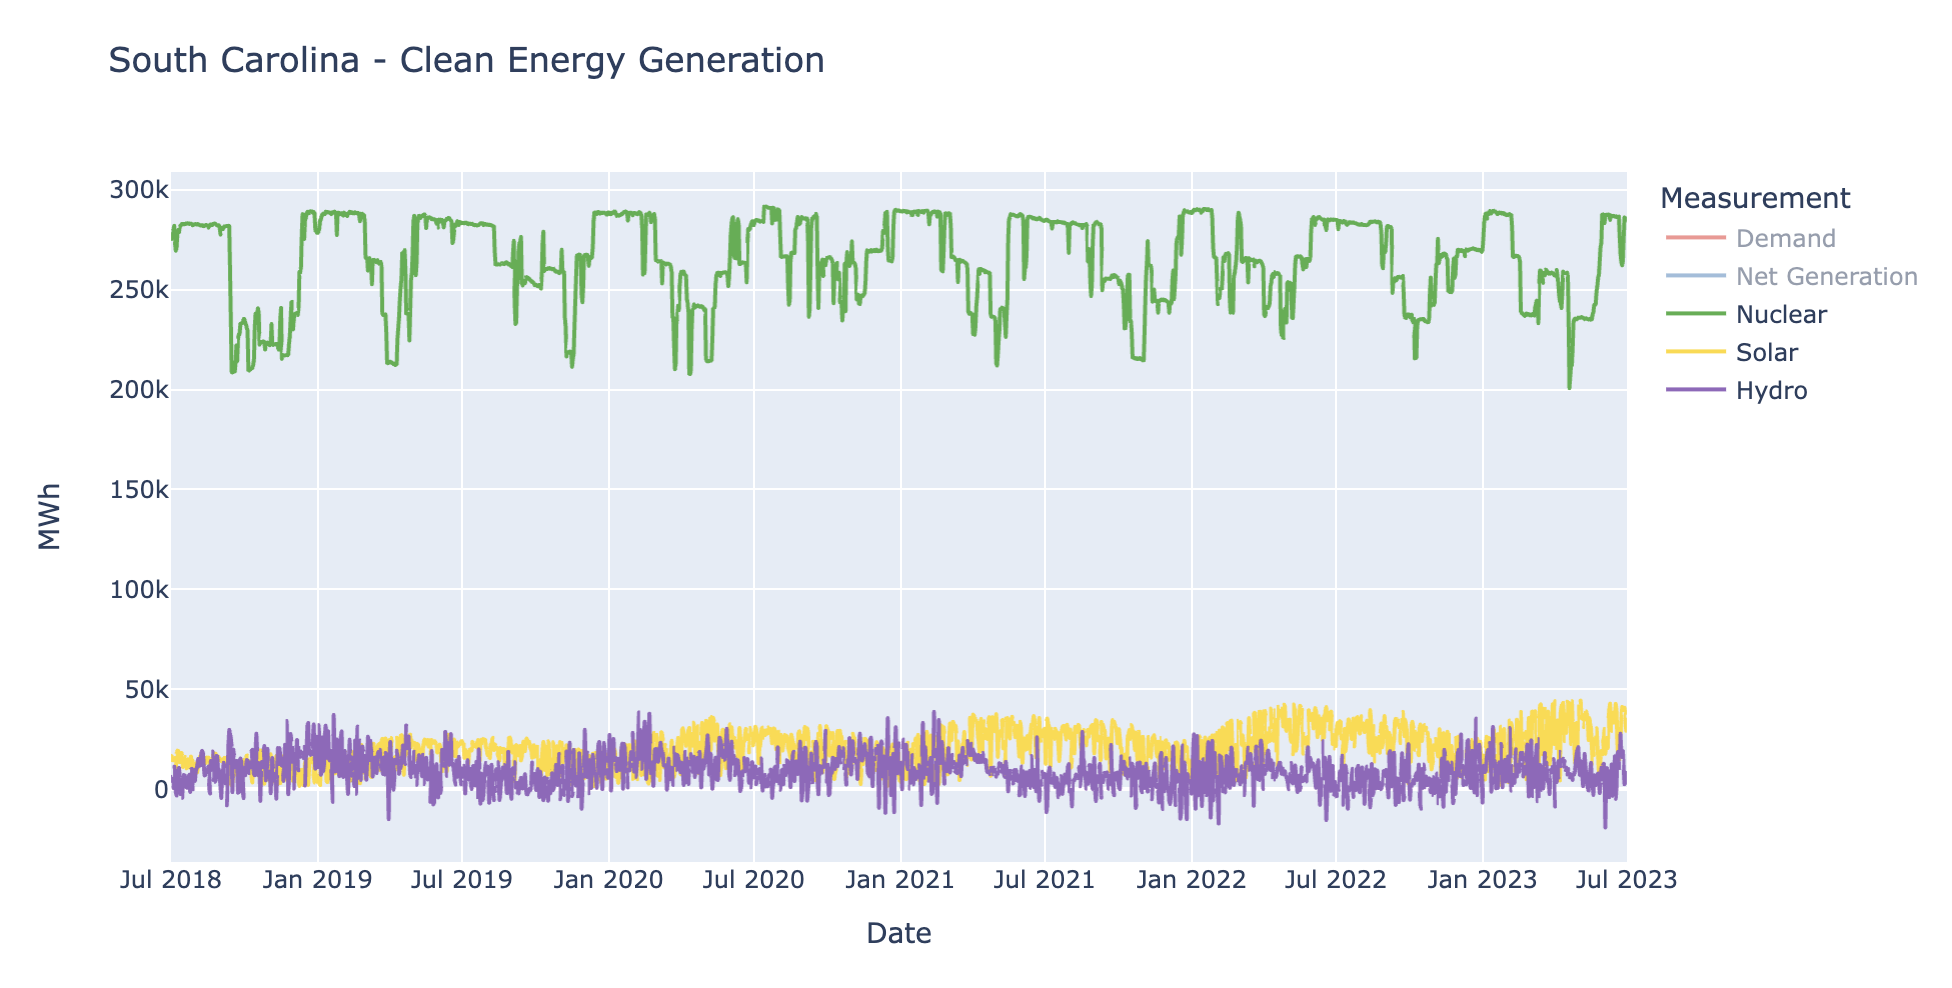 South Carolina - Clean Energy Generation
300k
250k
200k
150k
100k
50k
0
MWh
Jul 2018 Jan 2019 Jul 2019 Jan 2020 Jul 2020 Jan 2021 Jul 2021 Jan 2022 Jul 2022 Jan 2023 Jul 2023
Date
Measurement
Demand
Net Generation
Nuclear
Solar
Hydro